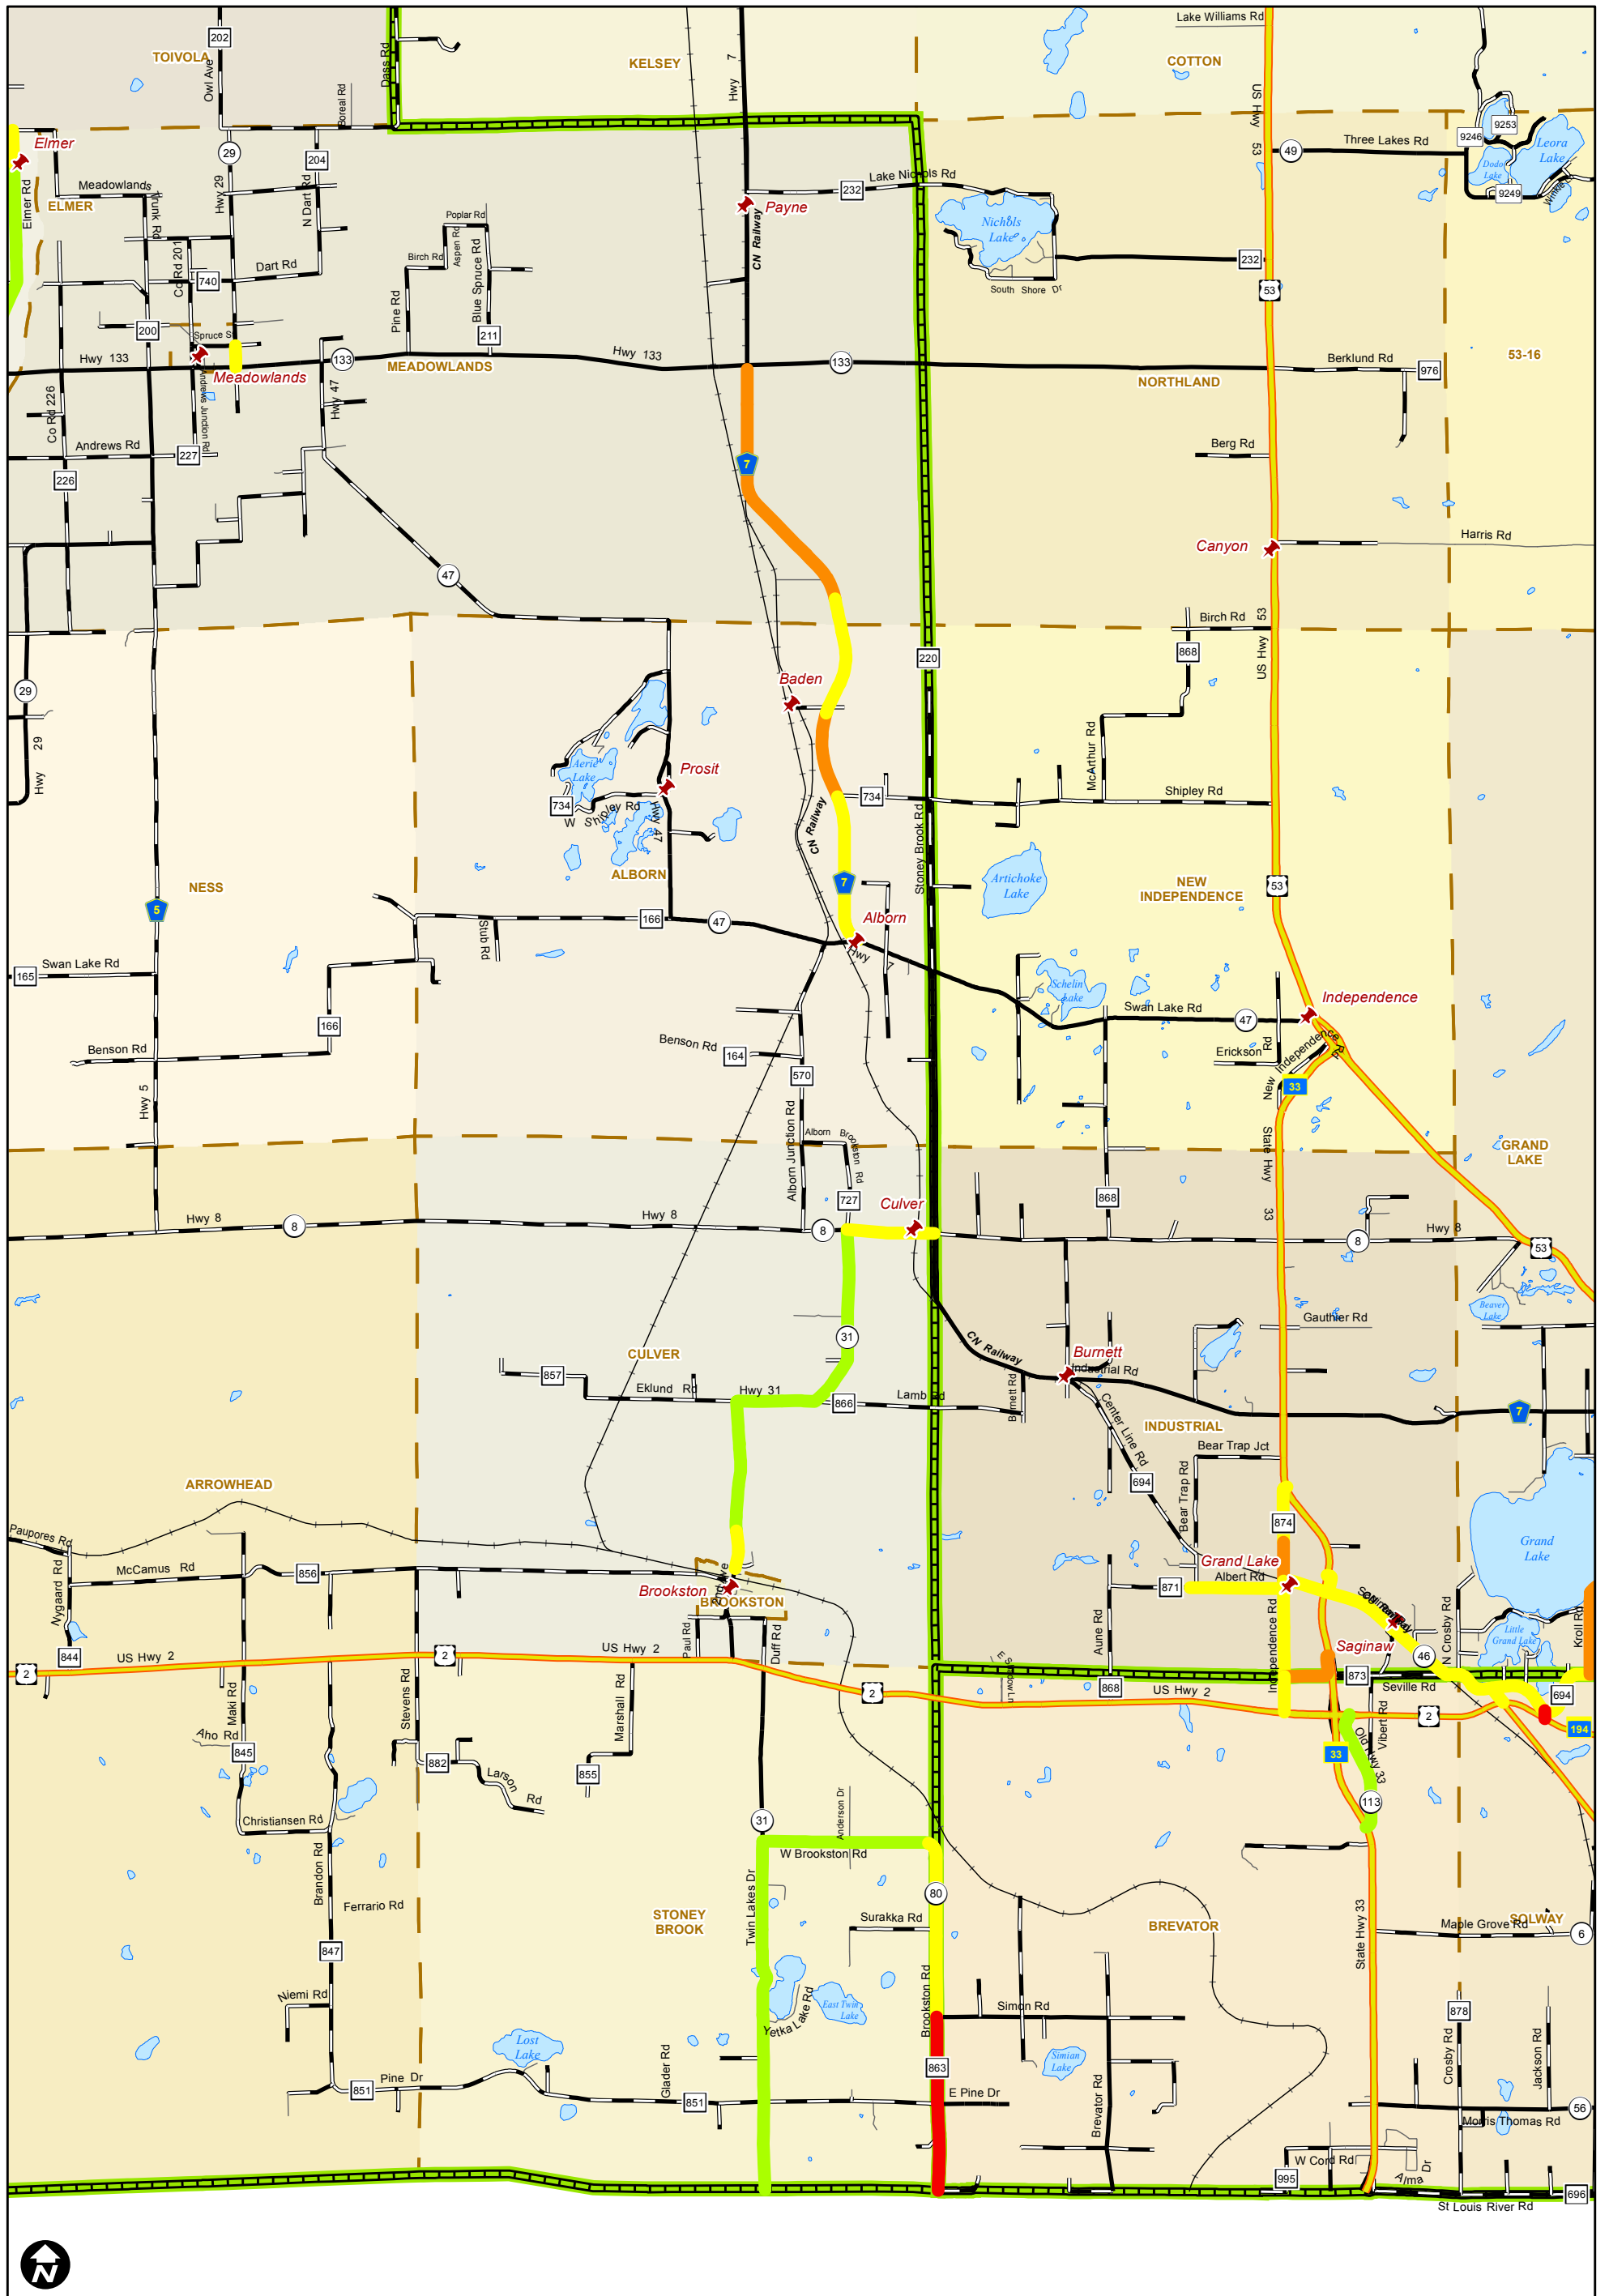 Lake Williams Rd
202
TOIVOLA
KELSEY
COTTON
Owl Ave
Dass Rd
Hwy 7
US Hwy 53
Boreal Rd
Elmer
29
204
49
Three Lakes Rd
9246
9253
Leora
Lake
Dodo
Lake
9249
Meadowlands
Trunk Rd
ELMER
Elmer Rd
Hwy 29
N Dart Rd
232
Lake Nichols Rd
Payne
Poplar Rd
Nichols
Lake
Birch Rd
Aspen Rd
Blue Spruce Rd
CN Railway
Co Rd 201
740
Dart Rd
232
53
South Shore Dr
Pine Rd
200
Spruce St
211
Hwy 133
133
Hwy 133
133
Berklund Rd
976
53-16
MEADOWLANDS
Meadowlands
NORTHLAND
Andrews Junction Rd
Hwy 47
Co Rd 226
Andrews Rd
227
Berg Rd
226
7
Canyon
Harris Rd
47
Birch Rd
US Hwy 53
220
868
29
Baden
Hwy 29
McArthur Rd
Aerie
Lake
Prosit
734
W Shipley Rd
Hwy 47
734
Shipley Rd
CN Railway
Stoney Brook Rd
ALBORN
NESS
7
Artichoke
Lake
NEW
INDEPENDENCE
53
5
166
47
Alborn
Stub Rd
Hwy 7
165
Swan Lake Rd
Schelin
Lake
Independence
Swan Lake Rd
47
166
Benson Rd
Benson Rd
164
Erickson Rd
New Independence Rd
570
33
Hwy 5
Alborn Junction Rd
Alborn Brookston Rd
State Hwy 33
GRAND
LAKE
727
868
Culver
Hwy 8
8
Hwy 8
8
8
Hwy 8
53
Beaver
Lake
Gauthier Rd
31
CN Railway
CULVER
Burnett
Industrial Rd
857
Eklund Rd
Hwy 31
866
Lamb Rd
Burnett Rd
7
Center Line Rd
INDUSTRIAL
Bear Trap Jct
ARROWHEAD
694
Bear Trap Rd
874
Paupores Rd
Grand
Lake
McCamus Rd
856
Grand Lake
Nygaard Rd
Brookston
BROOKSTON
871
Albert Rd
Saginaw
Aune Rd
Independence Rd
N Crosby Rd
Little
Grand Lake
Kroll Rd
844
Paul Rd
Duff Rd
US Hwy 2
2
US Hwy 2
2
46
873
Seville Rd
868
US Hwy 2
2
2
694
194
Maki Rd
Stevens Rd
Marshall Rd
Vibert Rd
Old Hwy 33
33
Aho Rd
845
882
Larson Rd
855
113
Christiansen Rd
31
Anderson Dr
W Brookston Rd
Brandon Rd
Twin Lakes Dr
80
Ferrario Rd
STONEY
BROOK
Surakka Rd
BREVATOR
State Hwy 33
Maple Grove Rd
SOLWAY
6
847
Niemi Rd
Yetka Lake Rd
East Twin
Lake
Brookston Rd
Simon Rd
878
Lost
Lake
Glader Rd
863
Simian
Lake
Crosby Rd
Jackson Rd
851
Pine Dr
851
E Pine Dr
Brevator Rd
56
Morris Thomas Rd
W Cord Rd
995
Alma Dr
696
St Louis River Rd
N